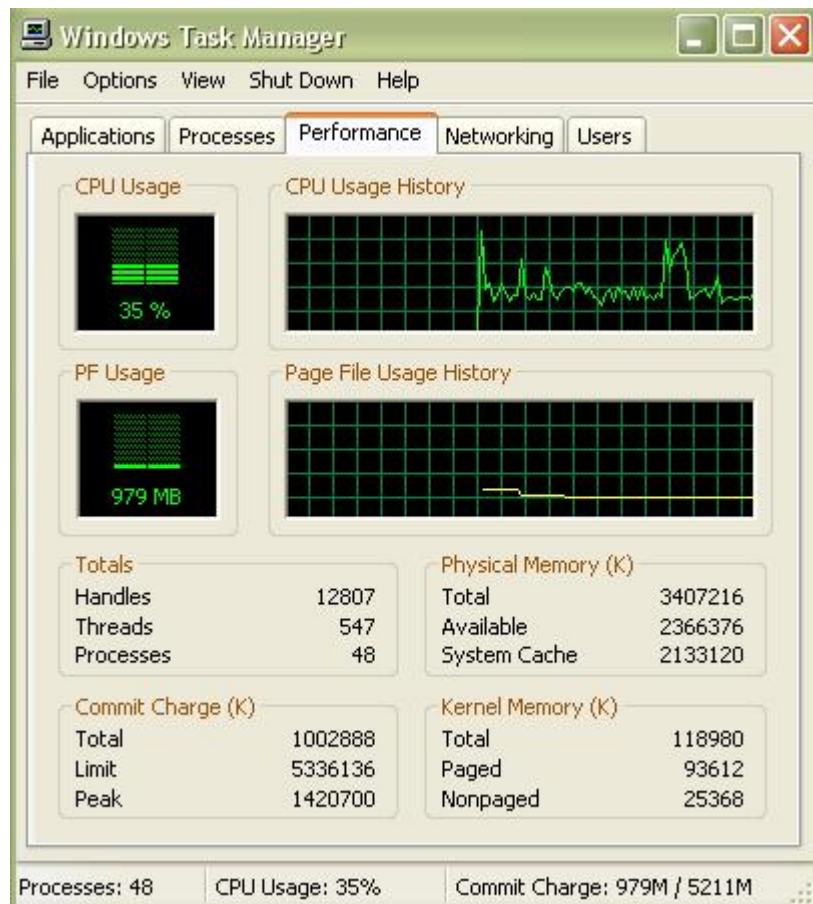 Windows Task Manager
File Options View Shut Down Help
Applications Processes Performance Networking Users
CPU Usage CPU Usage History
35 %
PF Usage Page File Usage History
979 MB
Totals Physical Memory (K)
Handles 12807 Total 3407216
Threads 547 Available 2366376
Processes 48 System Cache 2133120
Commit Charge (K) Kernel Memory (K)
Total 1002888 Total 118980
Limit 5336136 Paged 93612
Peak 1420700 Nonpaged 25368
Processes: 48 CPU Usage: 35% Commit Charge: 979M / 5211M